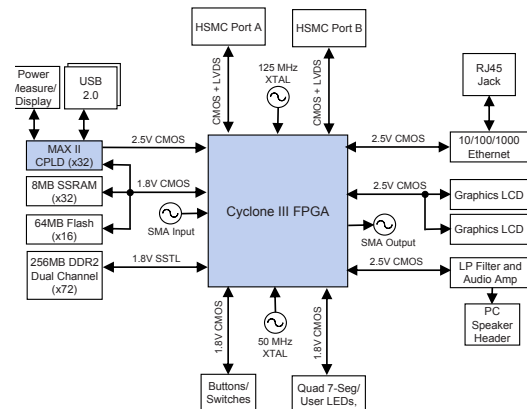 HSMC Port A
HSMC Port B
Power
Measure/
Display
USB
2.0
CMOS + LVDS
125 MHz
XTAL
CMOS + LVDS
RJ45
Jack
MAX II
CPLD (x32)
2.5V CMOS
2.5V CMOS
10/100/1000
Ethernet
8MB SSRAM
(x32)
1.8V CMOS
Cyclone III FPGA
2.5V CMOS
Graphics LCD
64MB Flash
(x16)
SMA Input
SMA Output
Graphics LCD
256MB DDR2
Dual Channel
(x72)
1.8V SSTL
2.5V CMOS
LP Filter and
Audio Amp
1.8V CMOS
50 MHz
XTAL
1.8V CMOS
PC
Speaker
Header
Buttons/
Switches
Quad 7-Seg/
User LEDs,